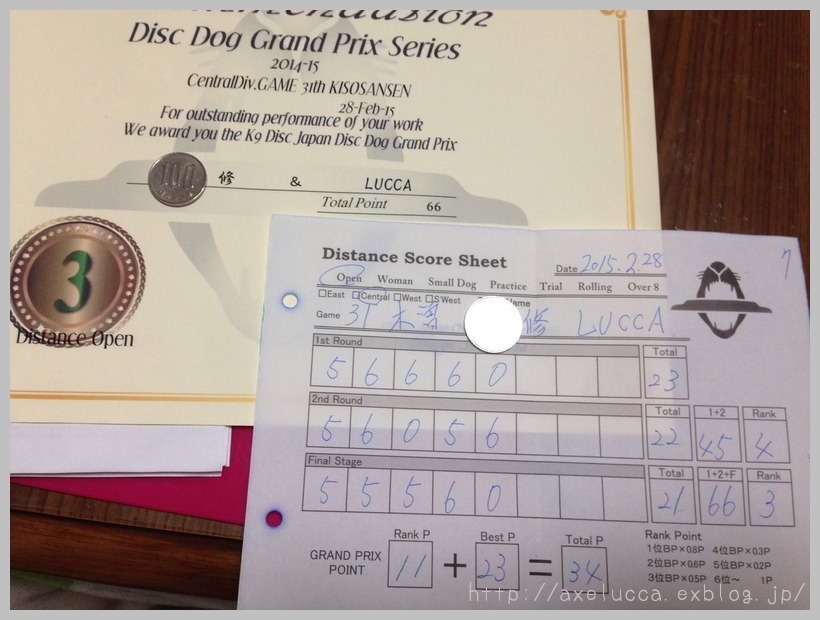 Disc Dog Grand Prix Series
2014-15
CentralDiv.GAME 31th KISOSANSEN
28-Feb-15
For outstanding performance of your work
We award you the K9 Disc Japan Disc Dog Grand Prix
100
修 & LUCCA
Total Point 66
3
Distance Open
7
Distance Score Sheet
Date 2015.2.28
Open Woman Small Dog Practice Trial Rolling Over 8
□East □Central □West □S'West Name
Game 31 木曽 修 LUCCA
1st Round Total
5 6 6 6 0 23
2nd Round Total 1+2 Rank
5 6 0 5 6 22 45 4
Final Stage Total 1+2+F Rank
5 5 5 6 0 21 66 3
Rank P Best P Total P
GRAND PRIX POINT 11 + 23 = 34
Rank Point
1位BP×08P 4位BP×03P
2位BP×06P 5位BP×02P
3位BP×05P 6位～ 1P
http://axelucca.exblog.jp/